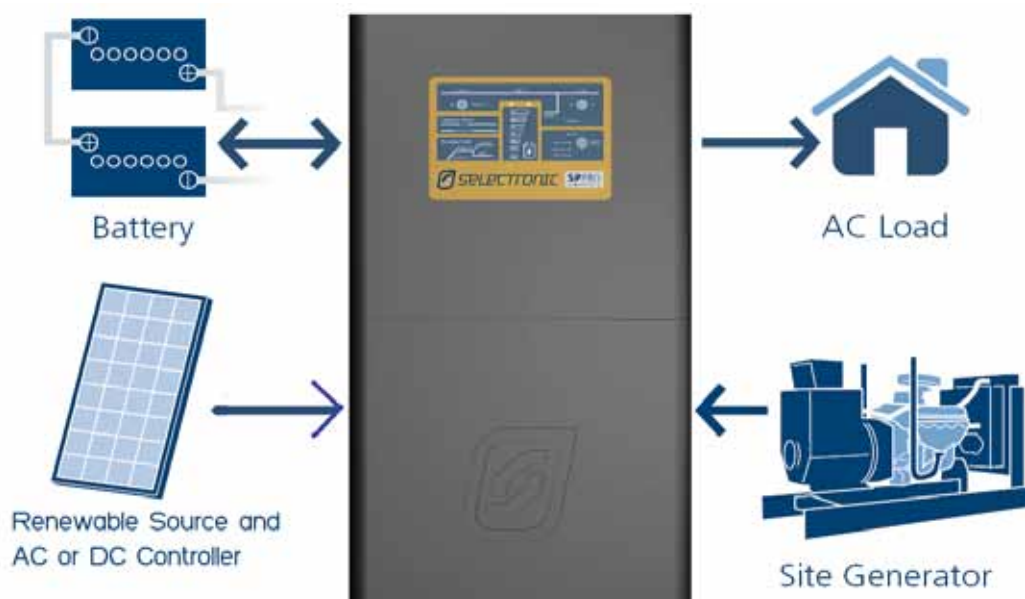 Battery
SELECTRONIC
SP PRO
AC Load
Renewable Source and
AC or DC Controller
Site Generator